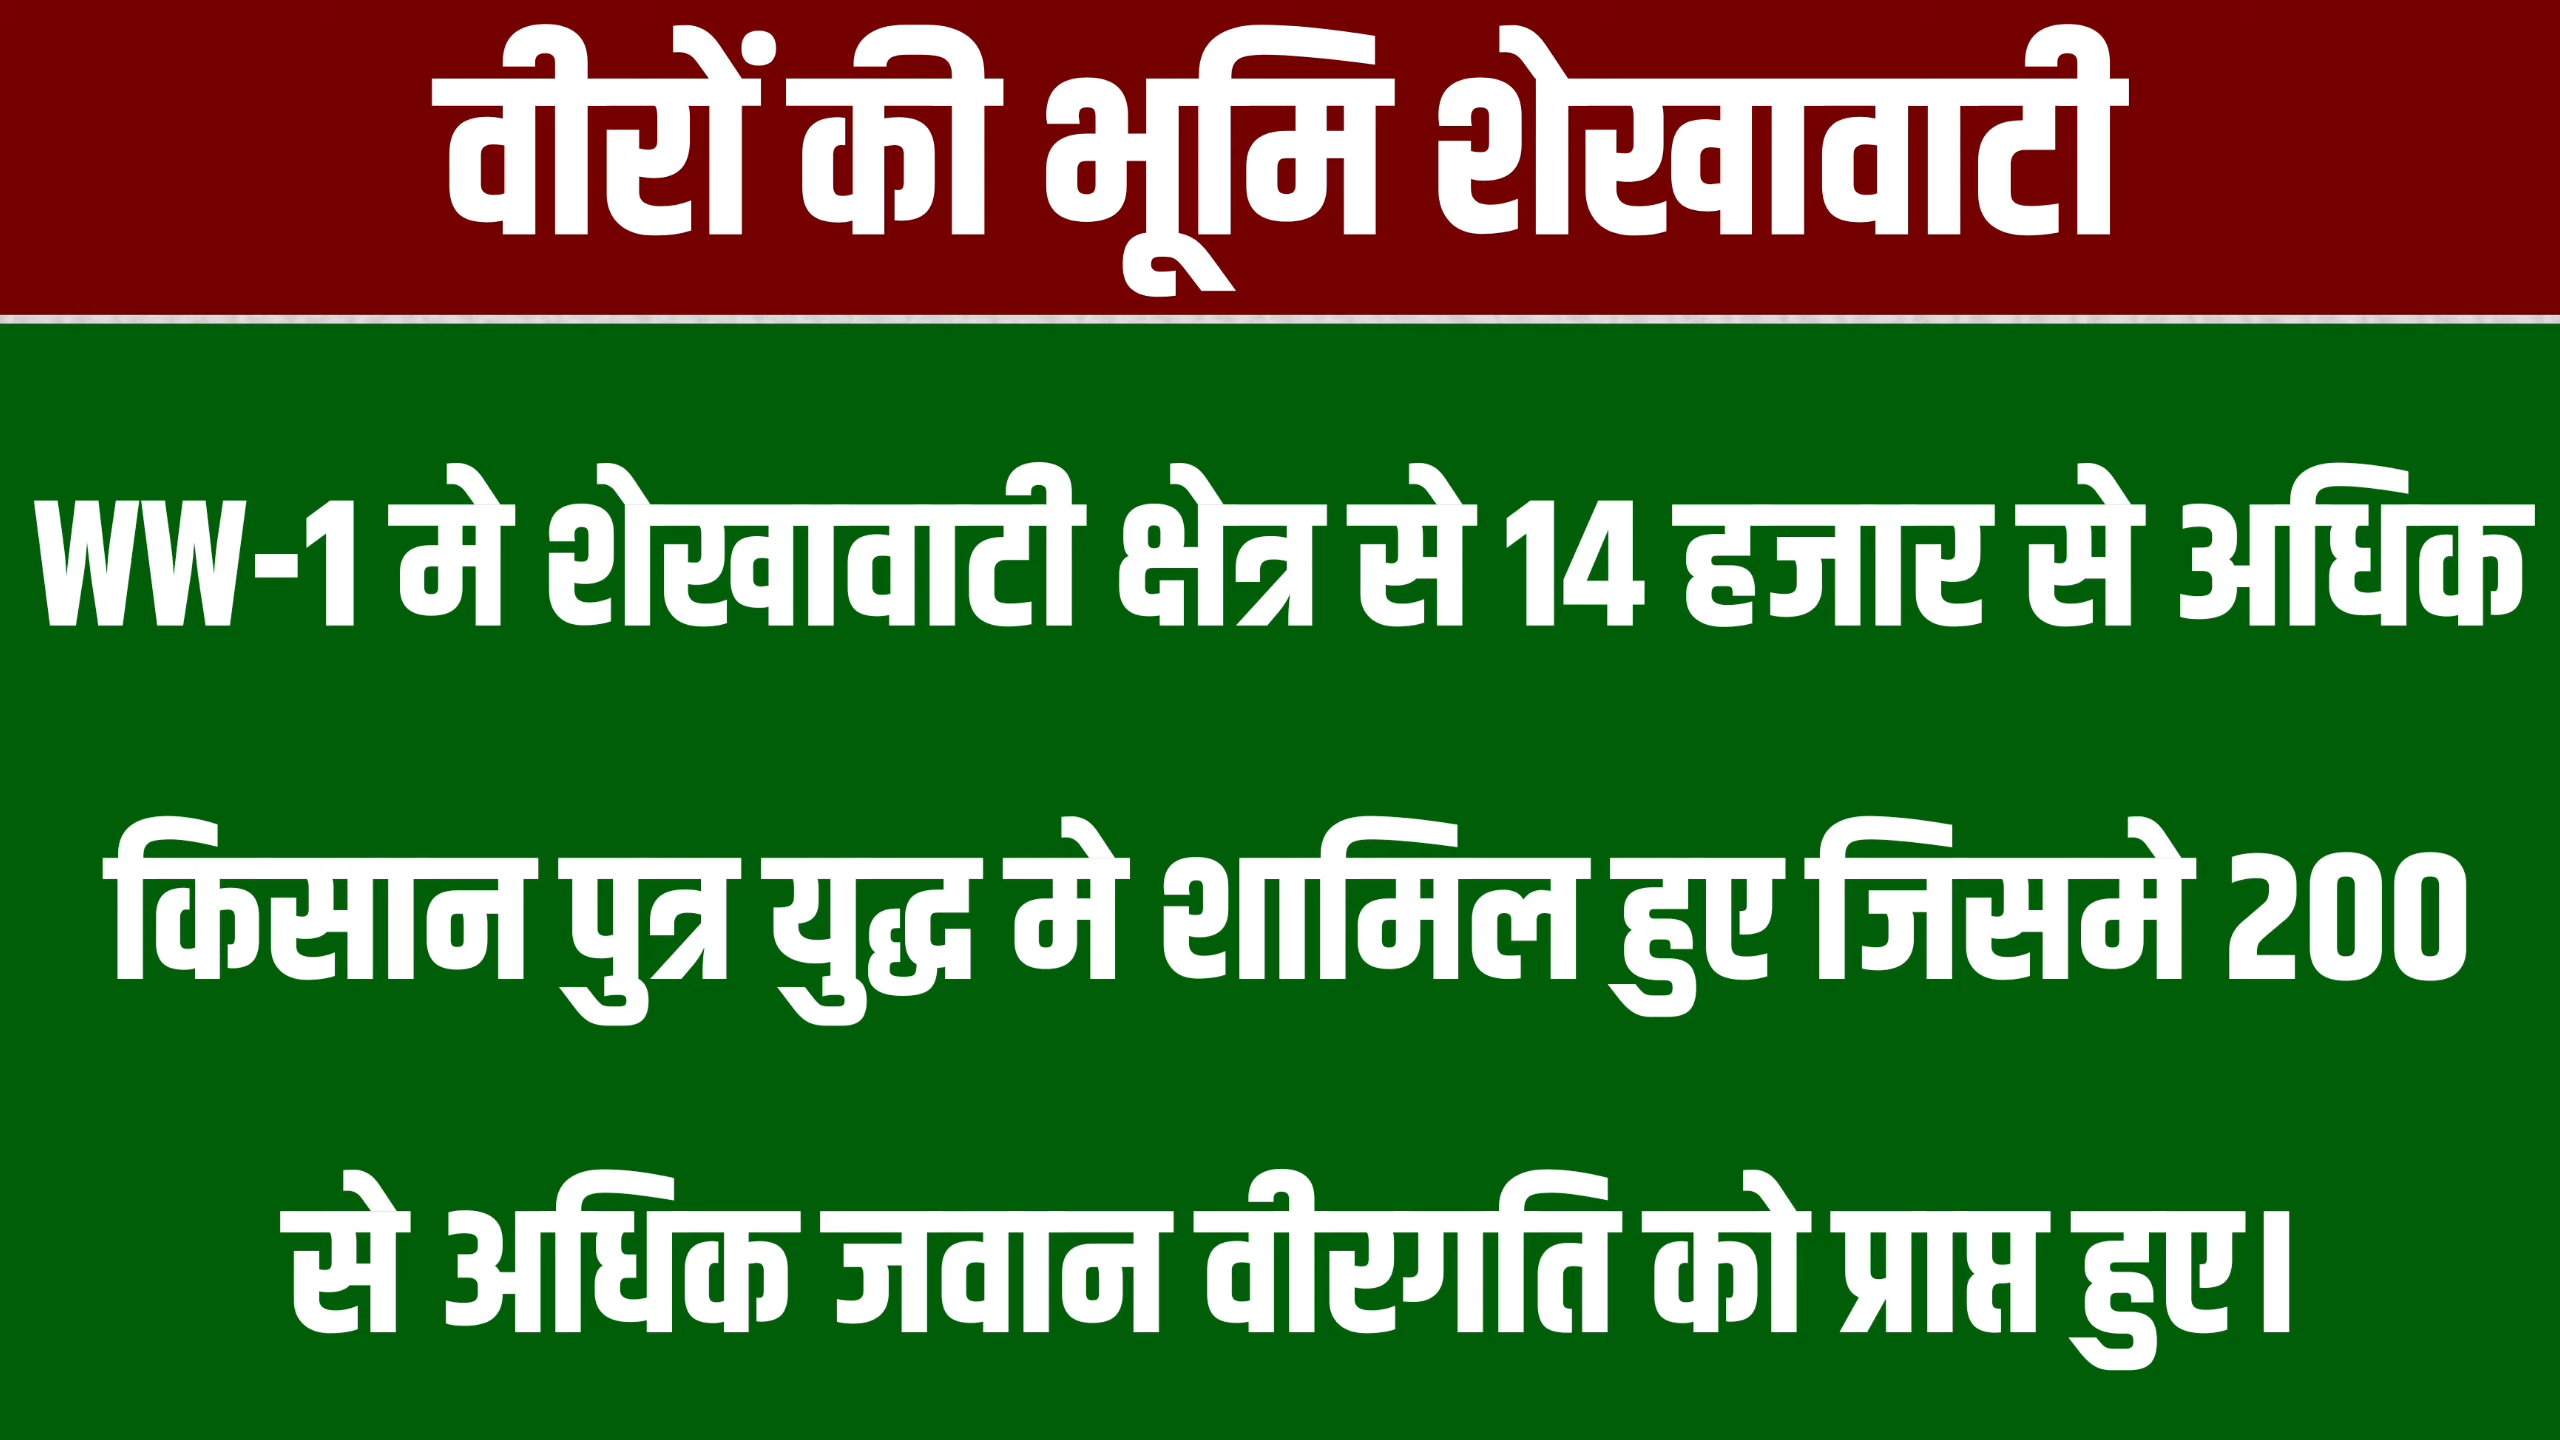 वीरों की भूमि शेखावाटी
WW-1 मे शेखावाटी क्षेत्र से 14 हजार से अधिक
किसान पुत्र युद्ध मे शामिल हुए जिसमे 200
से अधिक जवान वीरगति को प्राप्त हुए।